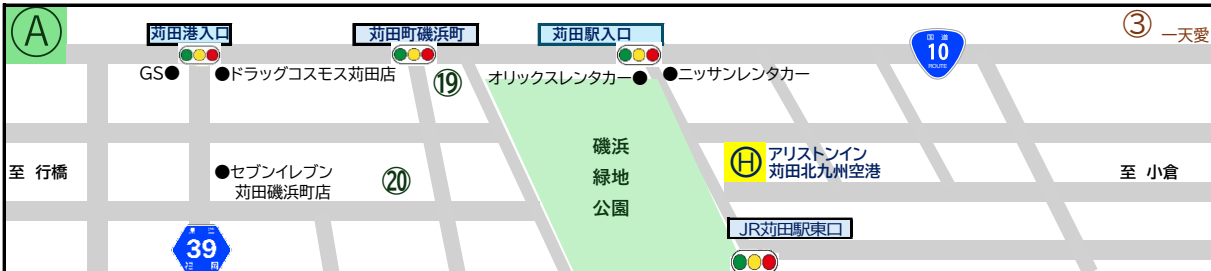 A
苅田港入口
苅田町磯浜町
苅田駅入口
国道
10
ROUTE
③ 一天愛
GS●
●ドラッグコスモス苅田店
⑲
オリックスレンタカー●
●ニッサンレンタカー
磯浜
緑地
公園
H
アリストンイン
苅田北九州空港
至 行橋
●セブンイレブン
苅田磯浜町店
⑳
至 小倉
JR苅田駅東口
39
福岡